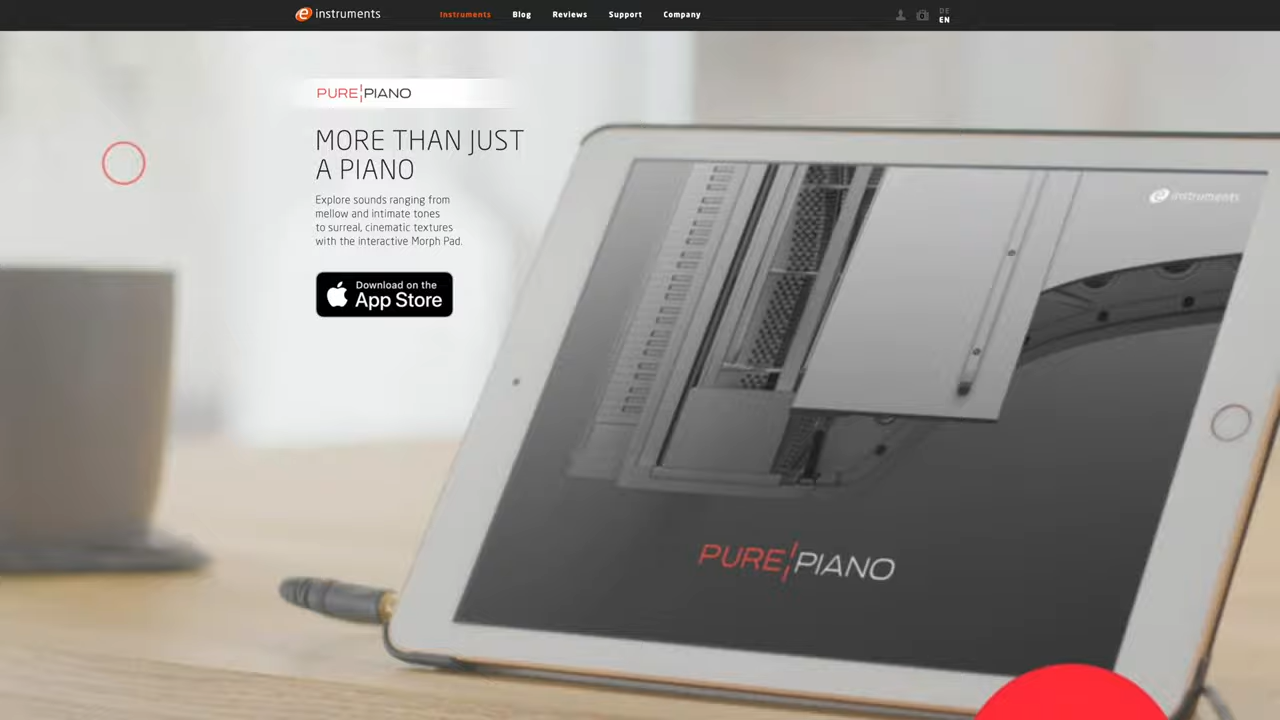 e instruments
Instruments Blog Reviews Support Company
DE
EN
PURE|PIANO
MORE THAN JUST
A PIANO
Explore sounds ranging from
mellow and intimate tones
to surreal, cinematic textures
with the interactive Morph Pad.
Download on the
App Store
e instruments
PURE|PIANO